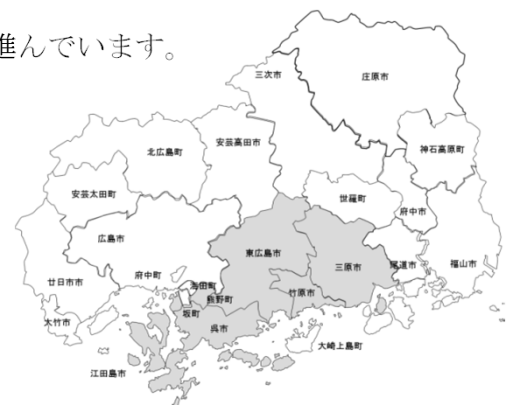 進んでいます。
三次市
庄原市
北広島町
安芸高田市
神石高原町
安芸太田町
世羅町
府中市
広島市
東広島市
三原市
尾道市
福山市
廿日市市
府中町
海田町
熊野町
竹原市
坂町
呉市
大竹市
大崎上島町
江田島市